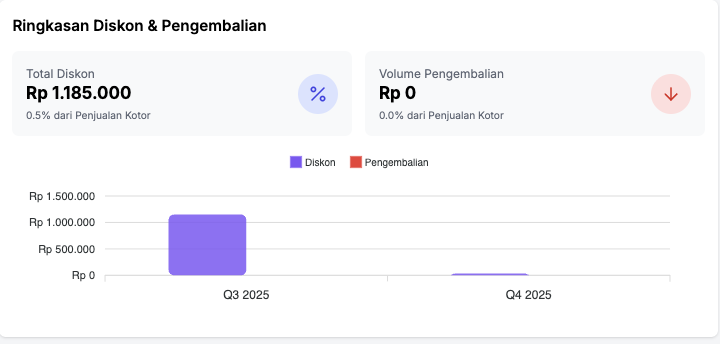 Ringkasan Diskon & Pengembalian
Total Diskon
Rp 1.185.000
0.5% dari Penjualan Kotor
%
Volume Pengembalian
Rp 0
0.0% dari Penjualan Kotor
Diskon
Pengembalian
Rp 1.500.000
Rp 1.000.000
Rp 500.000
Rp 0
Q3 2025
Q4 2025